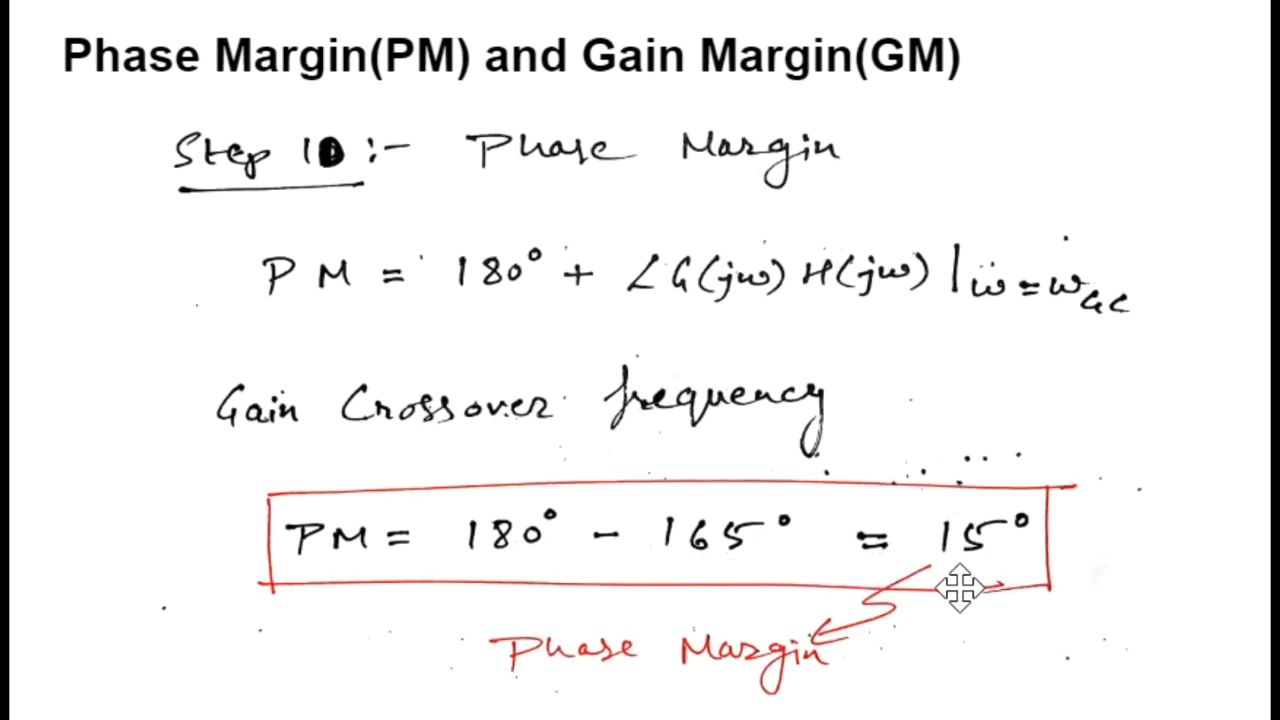 Phase Margin(PM) and Gain Margin(GM)
Step 10 :- Phase Margin
PM = 180° + ∠G(jω) H(jω) |ω=ωGC
Gain Crossover frequency
PM = 180° - 165° = 15°
Phase Margin